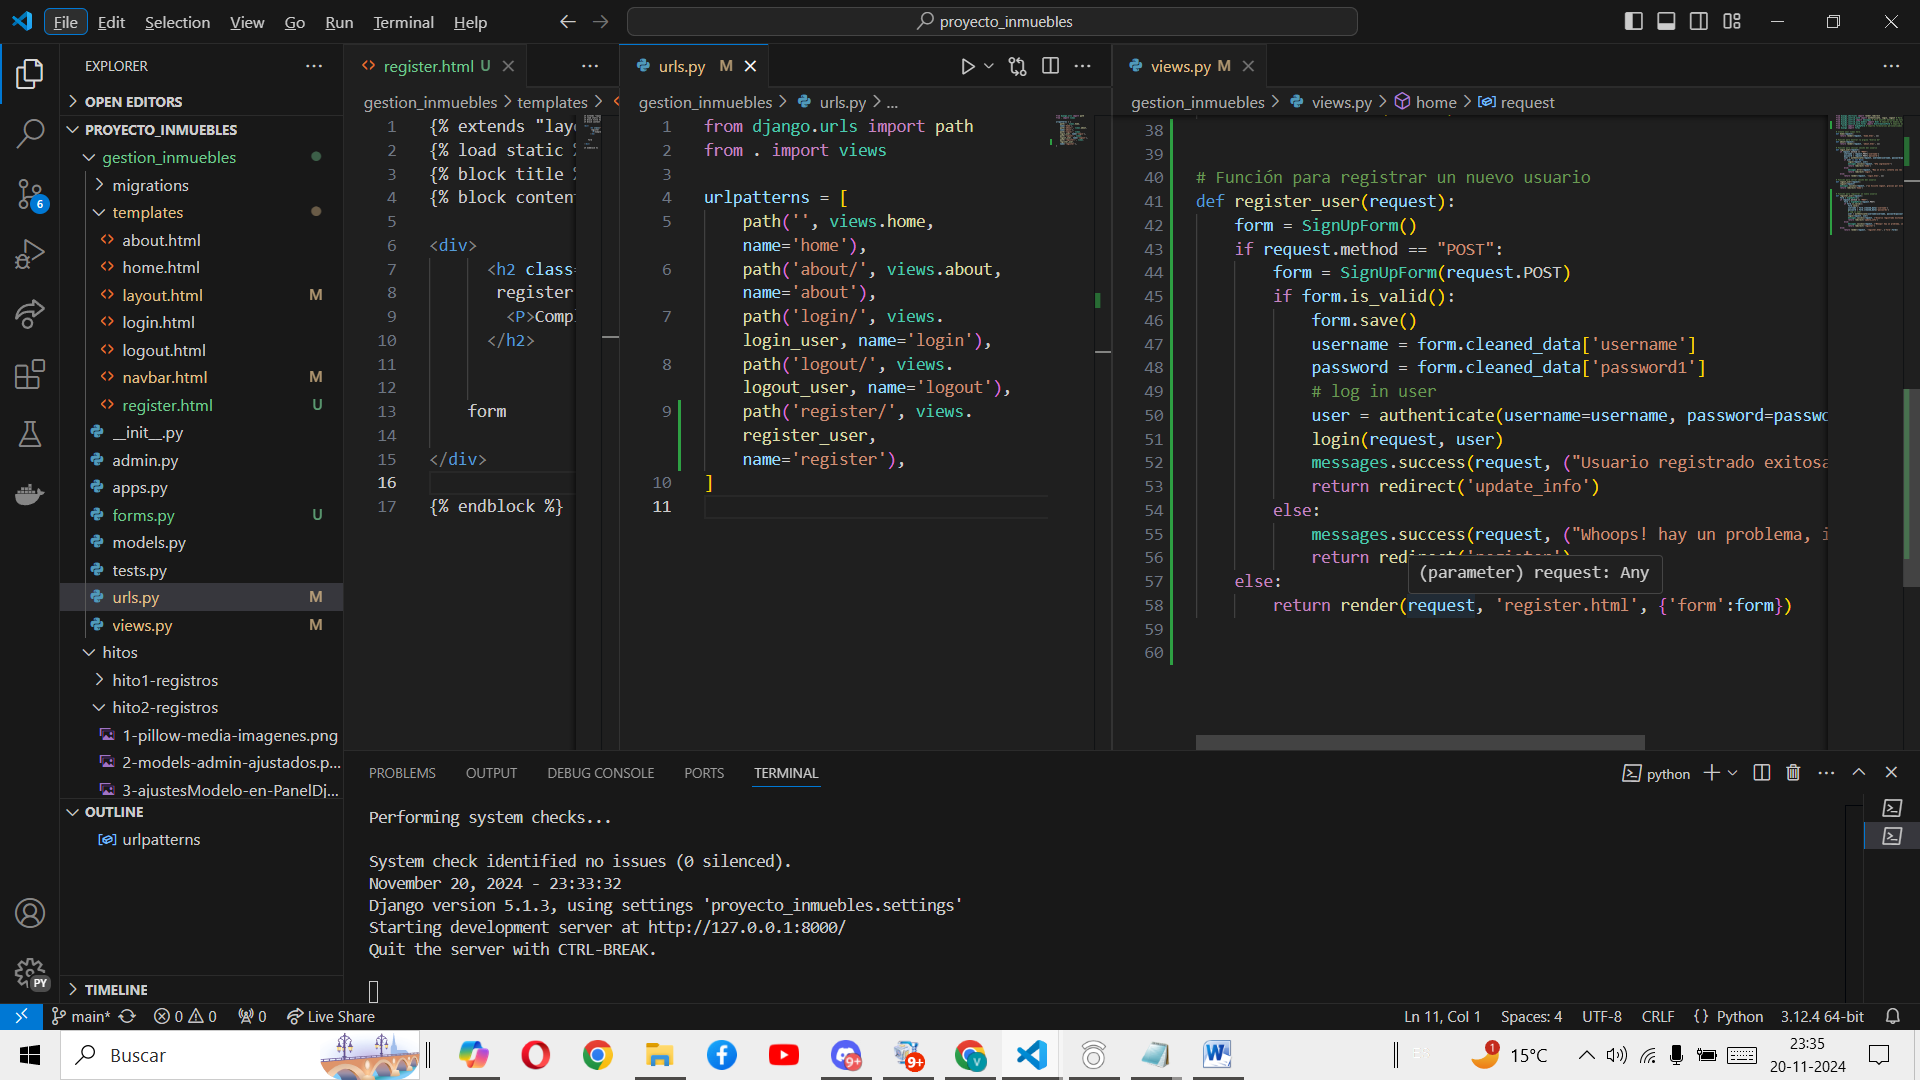 File Edit Selection View Go Run Terminal Help
proyecto_inmuebles
EXPLORER
OPEN EDITORS
PROYECTO_INMUEBLES
gestion_inmuebles
migrations
templates
about.html
home.html
layout.html M
login.html
logout.html
navbar.html M
register.html U
__init__.py
admin.py
apps.py
forms.py U
models.py
tests.py
urls.py M
views.py M
hitos
hito1-registros
hito2-registros
1-pillow-media-imagenes.png
2-models-admin-ajustados.p...
3-ajustesModelo-en-PanelDj...
OUTLINE
urlpatterns
TIMELINE
6
PY
register.html U
gestion_inmuebles > templates >
1 {% extends "layo
2 {% load static %
3 {% block title %
4 {% block conten
5
6 <div>
7 <h2 class=
8 register
9 <P>Compl
10 </h2>
11
12
13 form
14
15 </div>
16
17 {% endblock %}
urls.py M
gestion_inmuebles > urls.py > ...
1 from django.urls import path
2 from . import views
3
4 urlpatterns = [
5 path('', views.home,
name='home'),
6 path('about/', views.about,
name='about'),
7 path('login/', views.
login_user, name='login'),
8 path('logout/', views.
logout_user, name='logout'),
9 path('register/', views.
register_user,
name='register'),
10 ]
11
views.py M
gestion_inmuebles > views.py > home > request
38
39
40 # Función para registrar un nuevo usuario
41 def register_user(request):
42 form = SignUpForm()
43 if request.method == "POST":
44 form = SignUpForm(request.POST)
45 if form.is_valid():
46 form.save()
47 username = form.cleaned_data['username']
48 password = form.cleaned_data['password1']
49 # log in user
50 user = authenticate(username=username, password=passwo
51 login(request, user)
52 messages.success(request, ("Usuario registrado exitosa
53 return redirect('update_info')
54 else:
55 messages.success(request, ("Whoops! hay un problema, i
56 return
(parameter) request: Any
57 else:
58 return render(request, 'register.html', {'form':form})
59
60
PROBLEMS OUTPUT DEBUG CONSOLE PORTS TERMINAL
python
Performing system checks...
System check identified no issues (0 silenced).
November 20, 2024 - 23:33:32
Django version 5.1.3, using settings 'proyecto_inmuebles.settings'
Starting development server at http://127.0.0.1:8000/
Quit the server with CTRL-BREAK.
main* 0 0 0 Live Share
Ln 11, Col 1 Spaces: 4 UTF-8 CRLF {} Python 3.12.4 64-bit
Buscar
9+
9+
V
1
15°C
23:35
20-11-2024